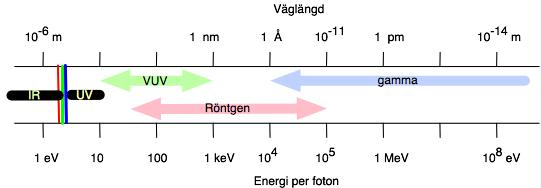 Väglängd
10⁻⁶ m 1 nm 1 Å 10⁻¹¹ 1 pm 10⁻¹⁴ m
VUV gamma
IR UV
Röntgen
1 eV 10 100 1 keV 10⁴ 10⁵ 1 MeV 10⁸ eV
Energi per foton